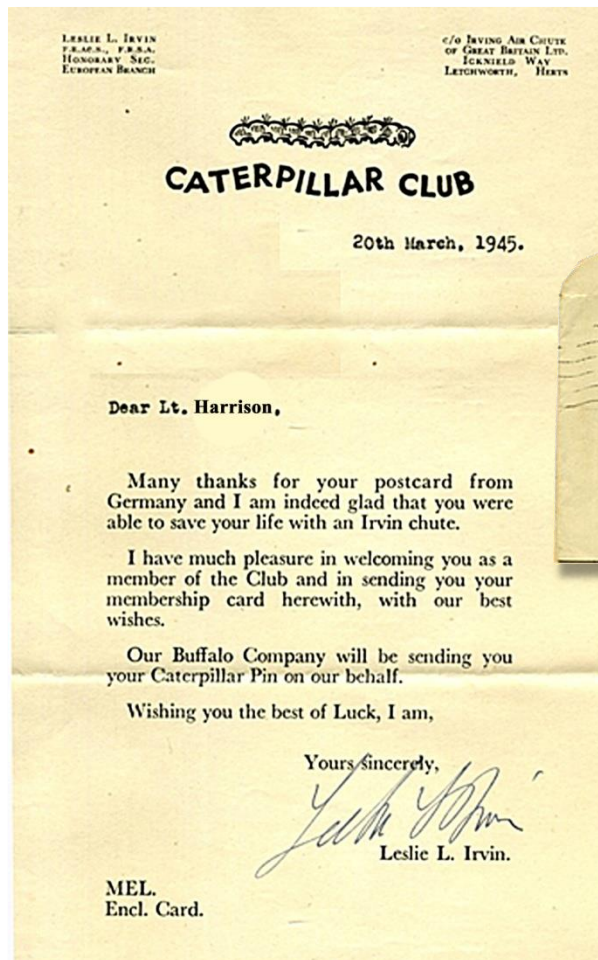 LESLIE L. IRVIN
F.R.AE.S., F.R.S.A.
HONORARY SEC.
EUROPEAN BRANCH
c/o IRVING AIR CHUTE
OF GREAT BRITAIN LTD.
ICKNIELD WAY
LETCHWORTH, HERTS
CATERPILLAR CLUB
20th March, 1945.
Dear Lt. Harrison,
Many thanks for your postcard from
Germany and I am indeed glad that you were
able to save your life with an Irvin chute.
I have much pleasure in welcoming you as a
member of the Club and in sending you your
membership card herewith, with our best
wishes.
Our Buffalo Company will be sending you
your Caterpillar Pin on our behalf.
Wishing you the best of Luck, I am,
Yours sincerely,
Leslie L. Irvin
Leslie L. Irvin.
MEL.
Encl. Card.